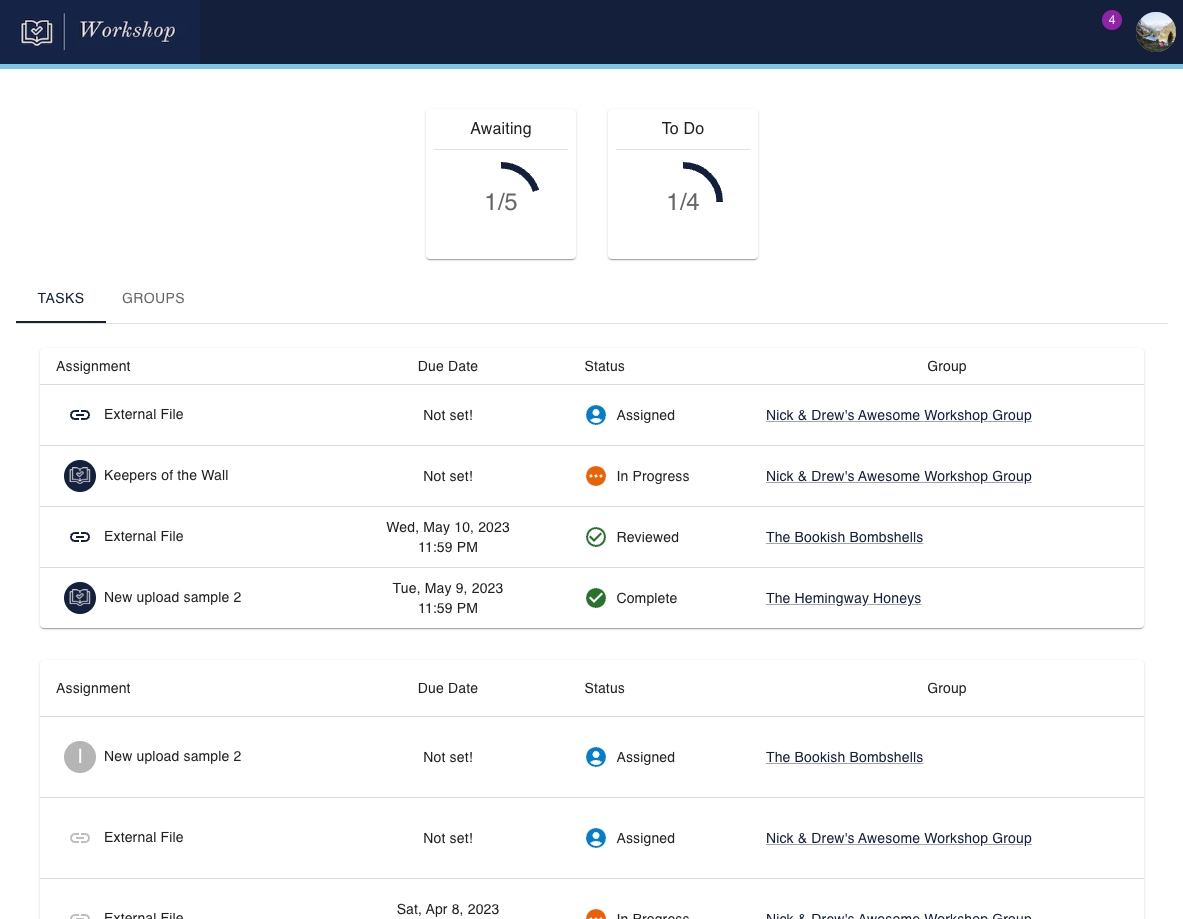 Workshop
4
Awaiting
To Do
1/5
1/4
TASKS
GROUPS
Assignment
Due Date
Status
Group
External File
Not set!
Assigned
Nick & Drew's Awesome Workshop Group
Keepers of the Wall
Not set!
In Progress
Nick & Drew's Awesome Workshop Group
External File
Wed, May 10, 2023
11:59 PM
Reviewed
The Bookish Bombshells
New upload sample 2
Tue, May 9, 2023
11:59 PM
Complete
The Hemingway Honeys
Assignment
Due Date
Status
Group
I
New upload sample 2
Not set!
Assigned
The Bookish Bombshells
External File
Not set!
Assigned
Nick & Drew's Awesome Workshop Group
External File
Sat, Apr 8, 2023
In Progress
Nick & Drew's Awesome Workshop Group